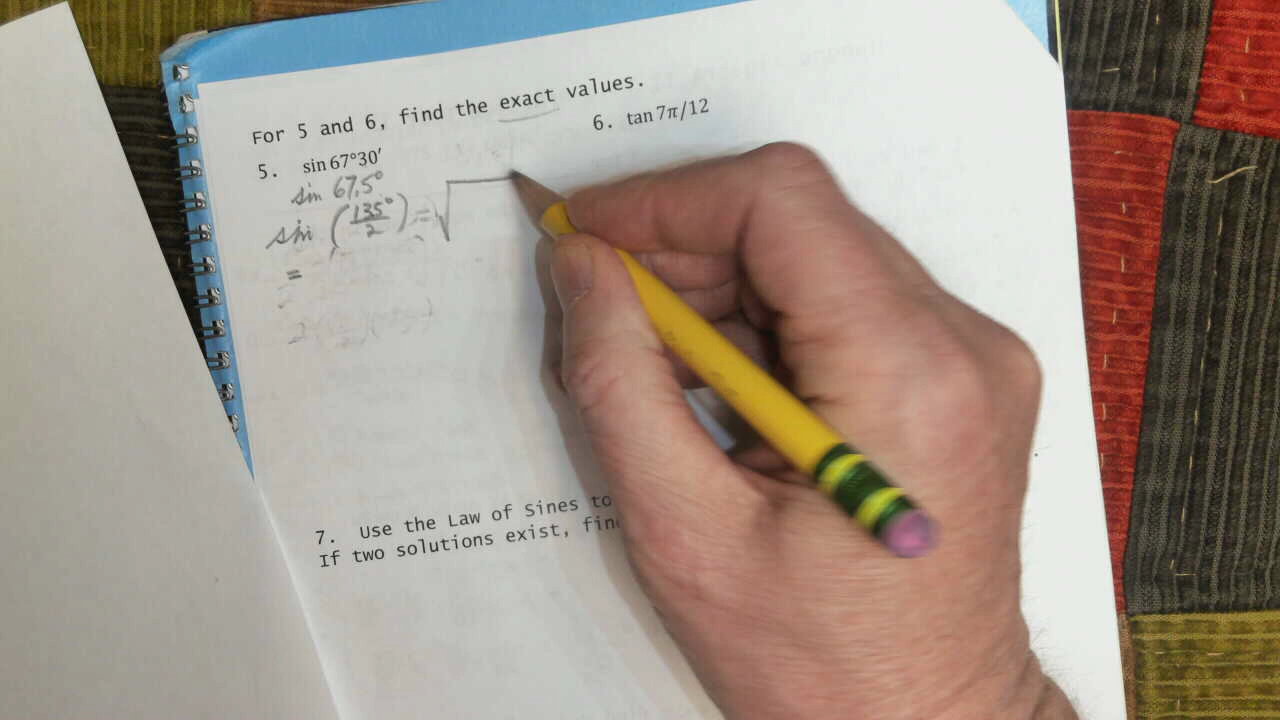 For 5 and 6, find the exact values.
5. sin 67°30′
6. tan 7π/12
sin 67.5°
sin (135°/2) = √
=
7. Use the Law of Sines to
If two solutions exist,